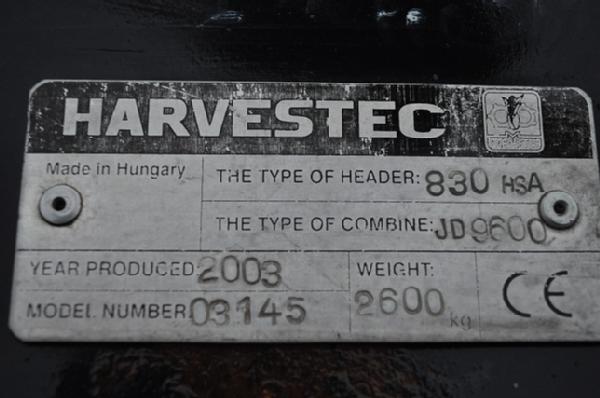 HARVESTEC
Made in Hungary
THE TYPE OF HEADER: 830 HSA
THE TYPE OF COMBINE: JD 9600
YEAR PRODUCED: 2003
WEIGHT: 2600 kg
MODEL NUMBER 03145
CE